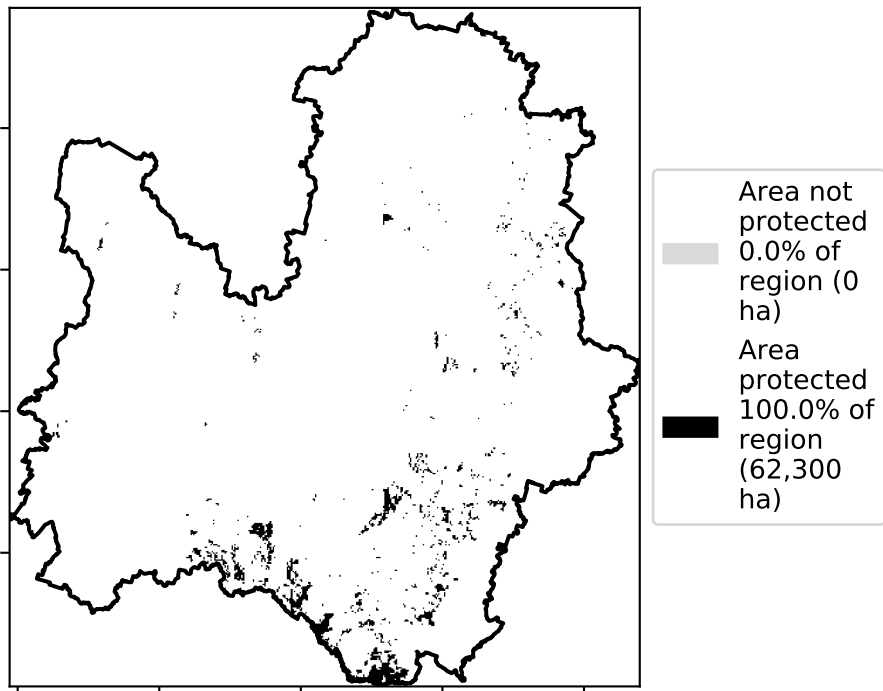 Area not
protected
0.0% of
region (0
ha)
Area
protected
100.0% of
region
(62,300
ha)